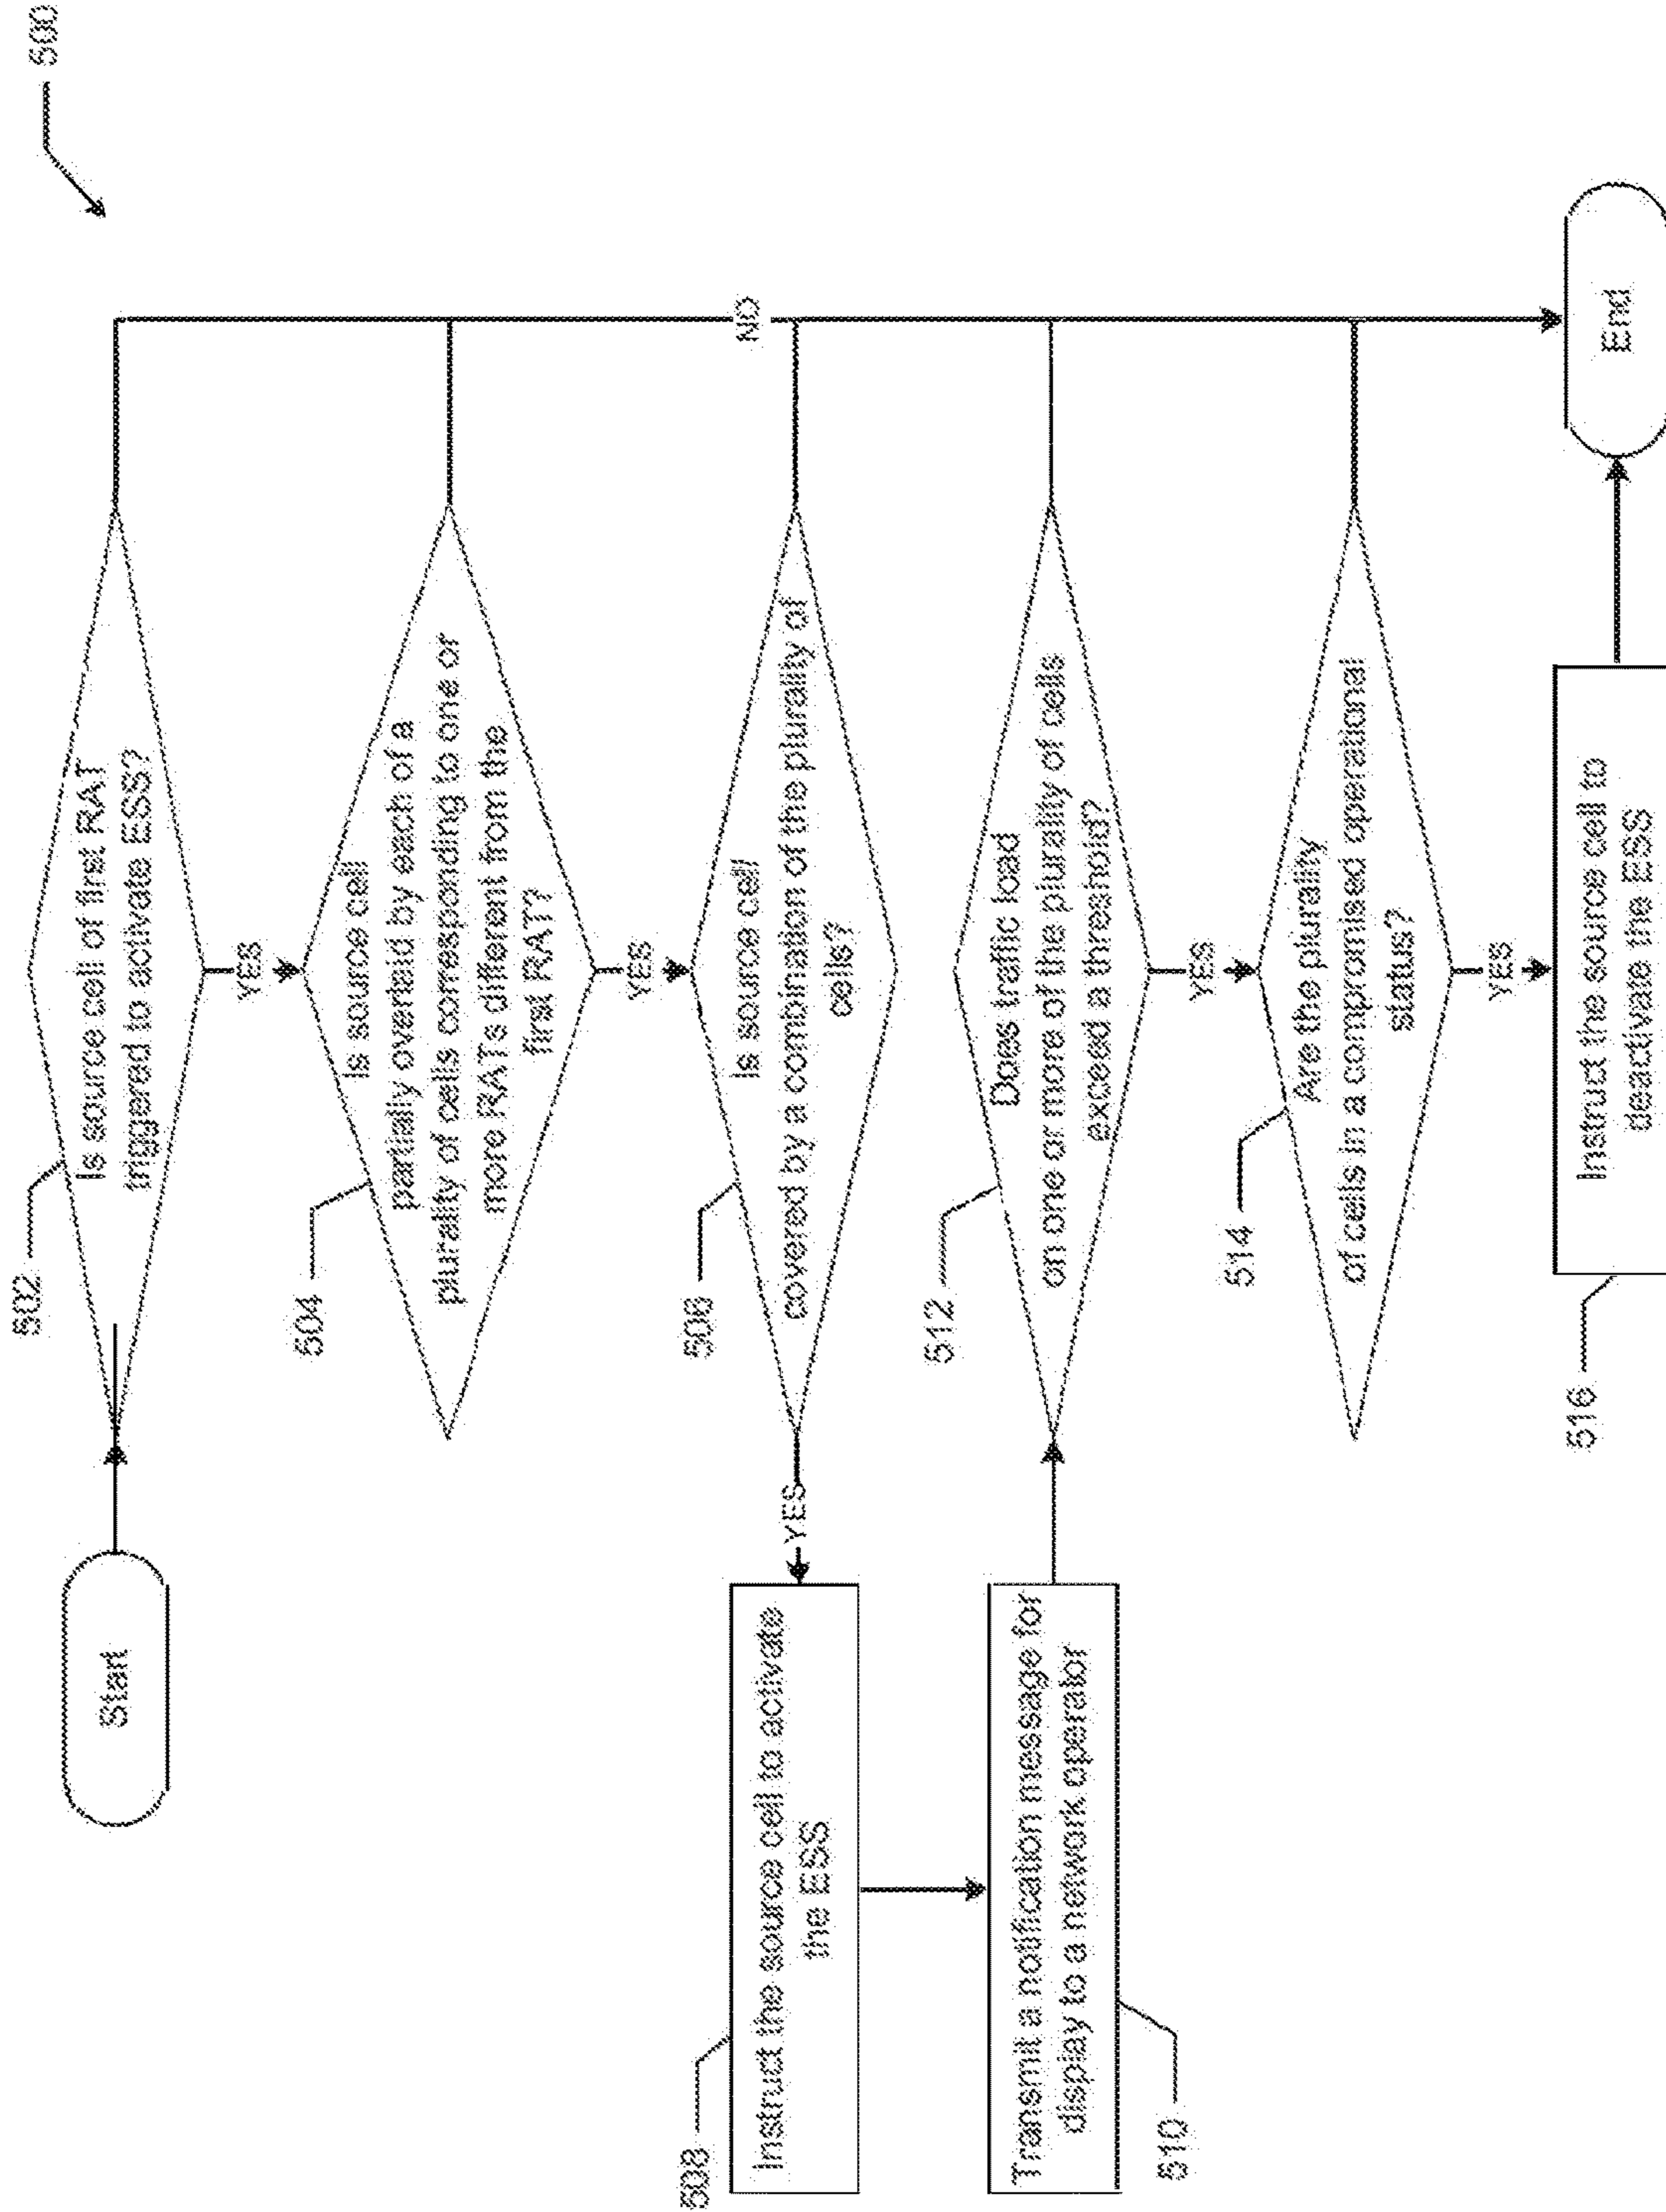 500
Start
502
Is source cell of first RAT
triggered to activate ESS?
YES
504
Is source cell
partially overlaid by each of a
plurality of cells corresponding to one or
more RATs different from the
first RAT?
YES
506
Is source cell
covered by a combination of the plurality of
cells?
NO
YES
508
Instruct the source cell to activate
the ESS
510
Transmit a notification message for
display to a network operator
512
Does traffic load
on one or more of the plurality of cells
exceed a threshold?
YES
514
Are the plurality
of cells in a compromised operational
status?
YES
516
Instruct the source cell to
deactivate the ESS
End